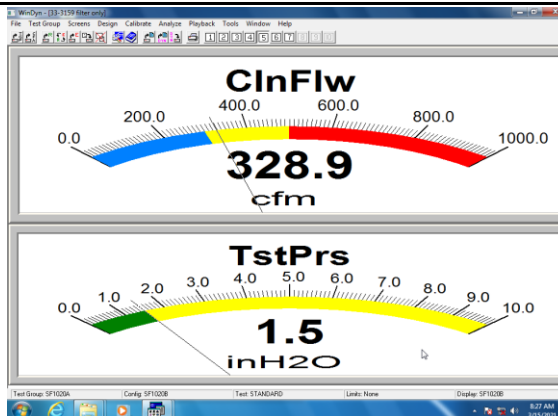 WinDyn - [33-3159 filter only]
File Test Group Screens Design Calibrate Analyze Playback Tools Window Help
1 2 3 4 5 6 7
ClnFlw
0.0 200.0 400.0 600.0 800.0 1000.0
328.9
cfm
TstPrs
0.0 1.0 2.0 3.0 4.0 5.0 6.0 7.0 8.0 9.0 10.0
1.5
inH2O
Test Group: SF1020A Config: SF1020B Test: STANDARD Limits: None Display: SF1020B
8:27 AM